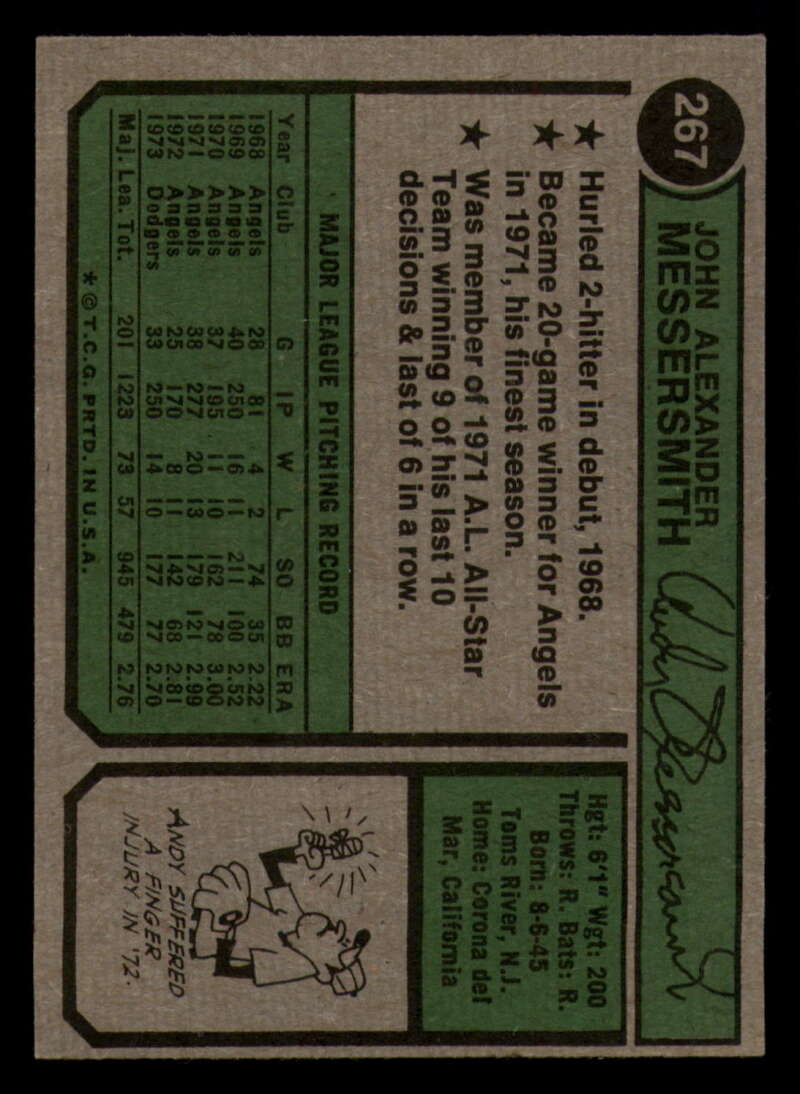 267
JOHN ALEXANDER
MESSERSMITH
★ Hurled 2-hitter in debut, 1968.
★ Became 20-game winner for Angels
in 1971, his finest season.
★ Was member of 1971 A.L. All-Star
Team winning 9 of his last 10
decisions & last of 6 in a row.
MAJOR LEAGUE PITCHING RECORD
Year Club G IP W L SO BB ERA
1968 Angels 28 81 4 2 74 35 2.22
1969 Angels 40 250 16 11 211 100 2.52
1970 Angels 37 195 11 10 162 78 3.00
1971 Angels 38 277 20 13 179 121 2.99
1972 Angels 25 170 8 11 142 68 2.81
1973 Dodgers 33 250 14 10 177 77 2.70
Maj. Lea. Tot. 201 1223 73 57 945 479 2.76
* © T.C.G. PRTD. IN U.S.A.
Hgt: 6'1" Wgt: 200
Throws: R. Bats: R.
Born: 8-6-45
Toms River, N.J.
Home: Corona del
Mar, California
ANDY SUFFERED
A FINGER
INJURY IN '72.